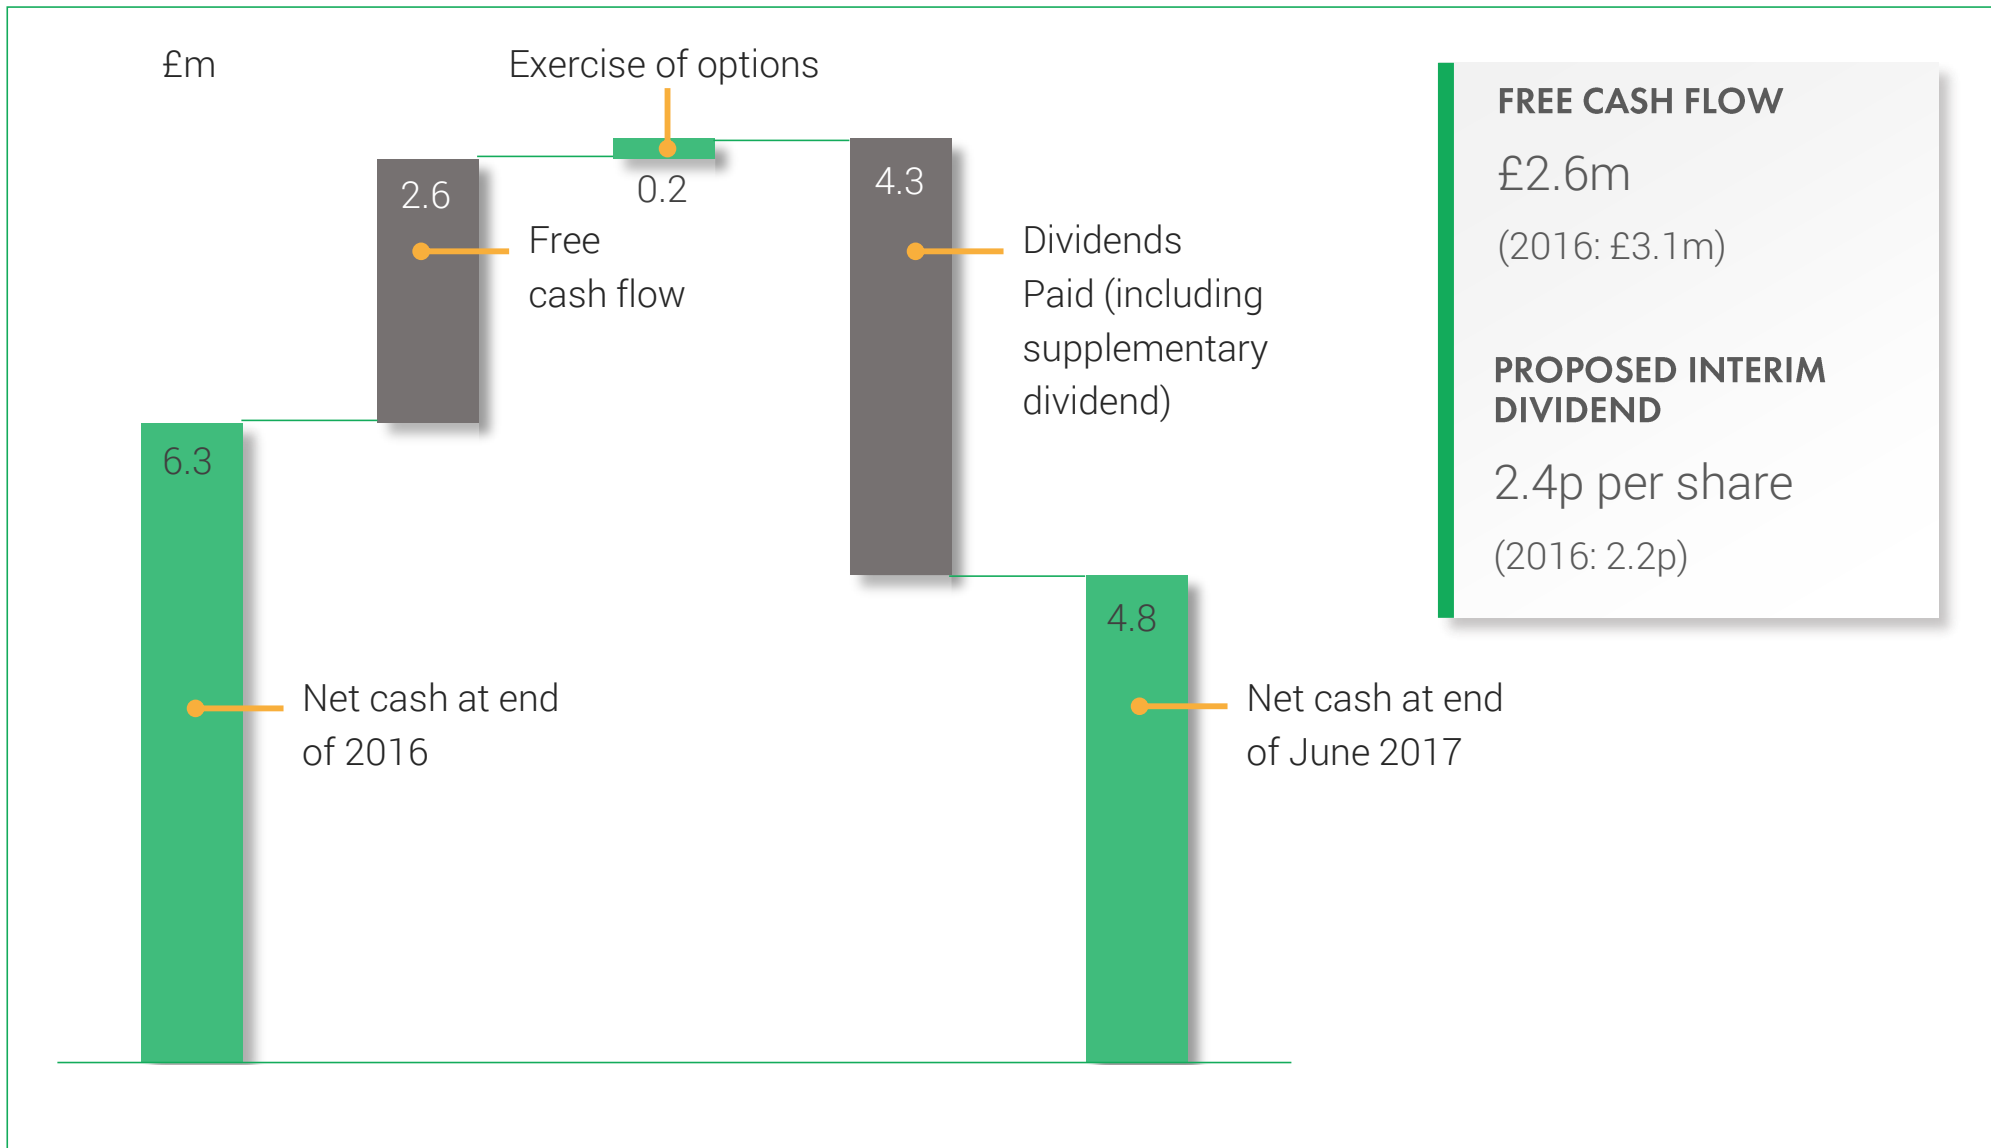 £m
Exercise of options
2.6
0.2
4.3
Free
cash flow
Dividends
Paid (including
supplementary
dividend)
6.3
4.8
Net cash at end
of 2016
Net cash at end
of June 2017
FREE CASH FLOW
£2.6m
(2016: £3.1m)
PROPOSED INTERIM
DIVIDEND
2.4p per share
(2016: 2.2p)